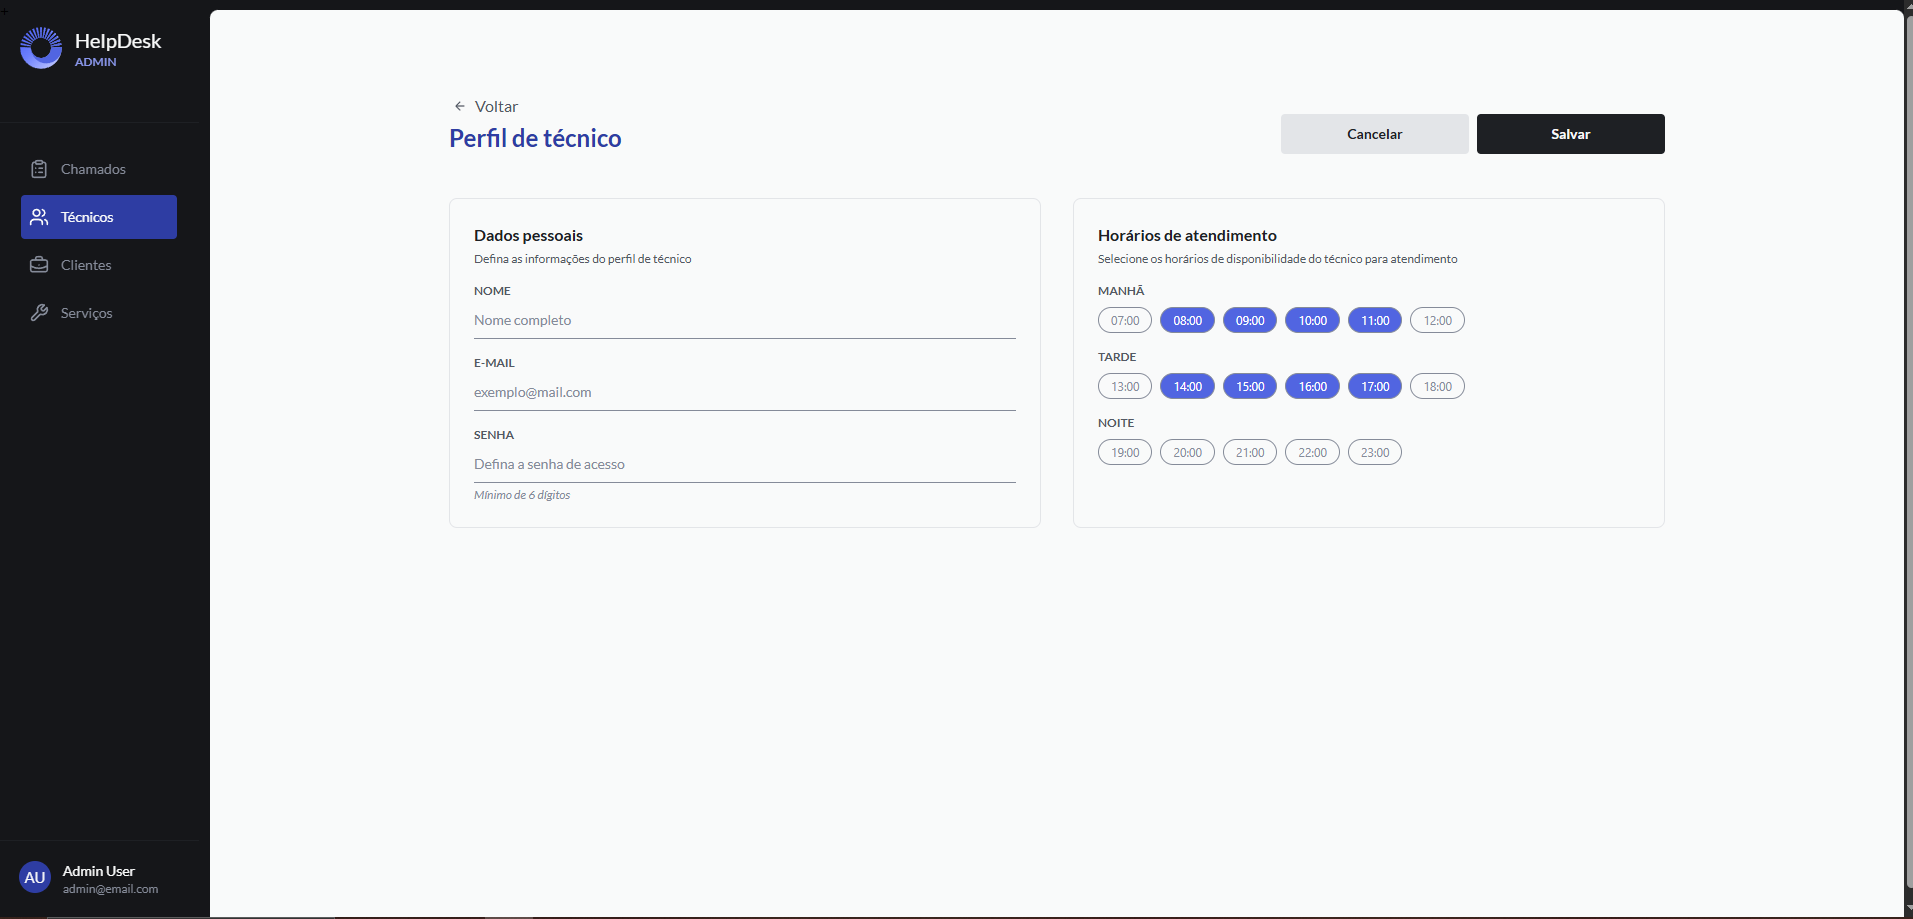 HelpDesk
ADMIN
Chamados
Técnicos
Clientes
Serviços
Admin User
AU
admin@email.com
Voltar
Perfil de técnico
Cancelar
Salvar
Dados pessoais
Defina as informações do perfil de técnico
NOME
Nome completo
E-MAIL
exemplo@mail.com
SENHA
Defina a senha de acesso
Mínimo de 6 dígitos
Horários de atendimento
Selecione os horários de disponibilidade do técnico para atendimento
MANHÃ
07:00 08:00 09:00 10:00 11:00 12:00
TARDE
13:00 14:00 15:00 16:00 17:00 18:00
NOITE
19:00 20:00 21:00 22:00 23:00